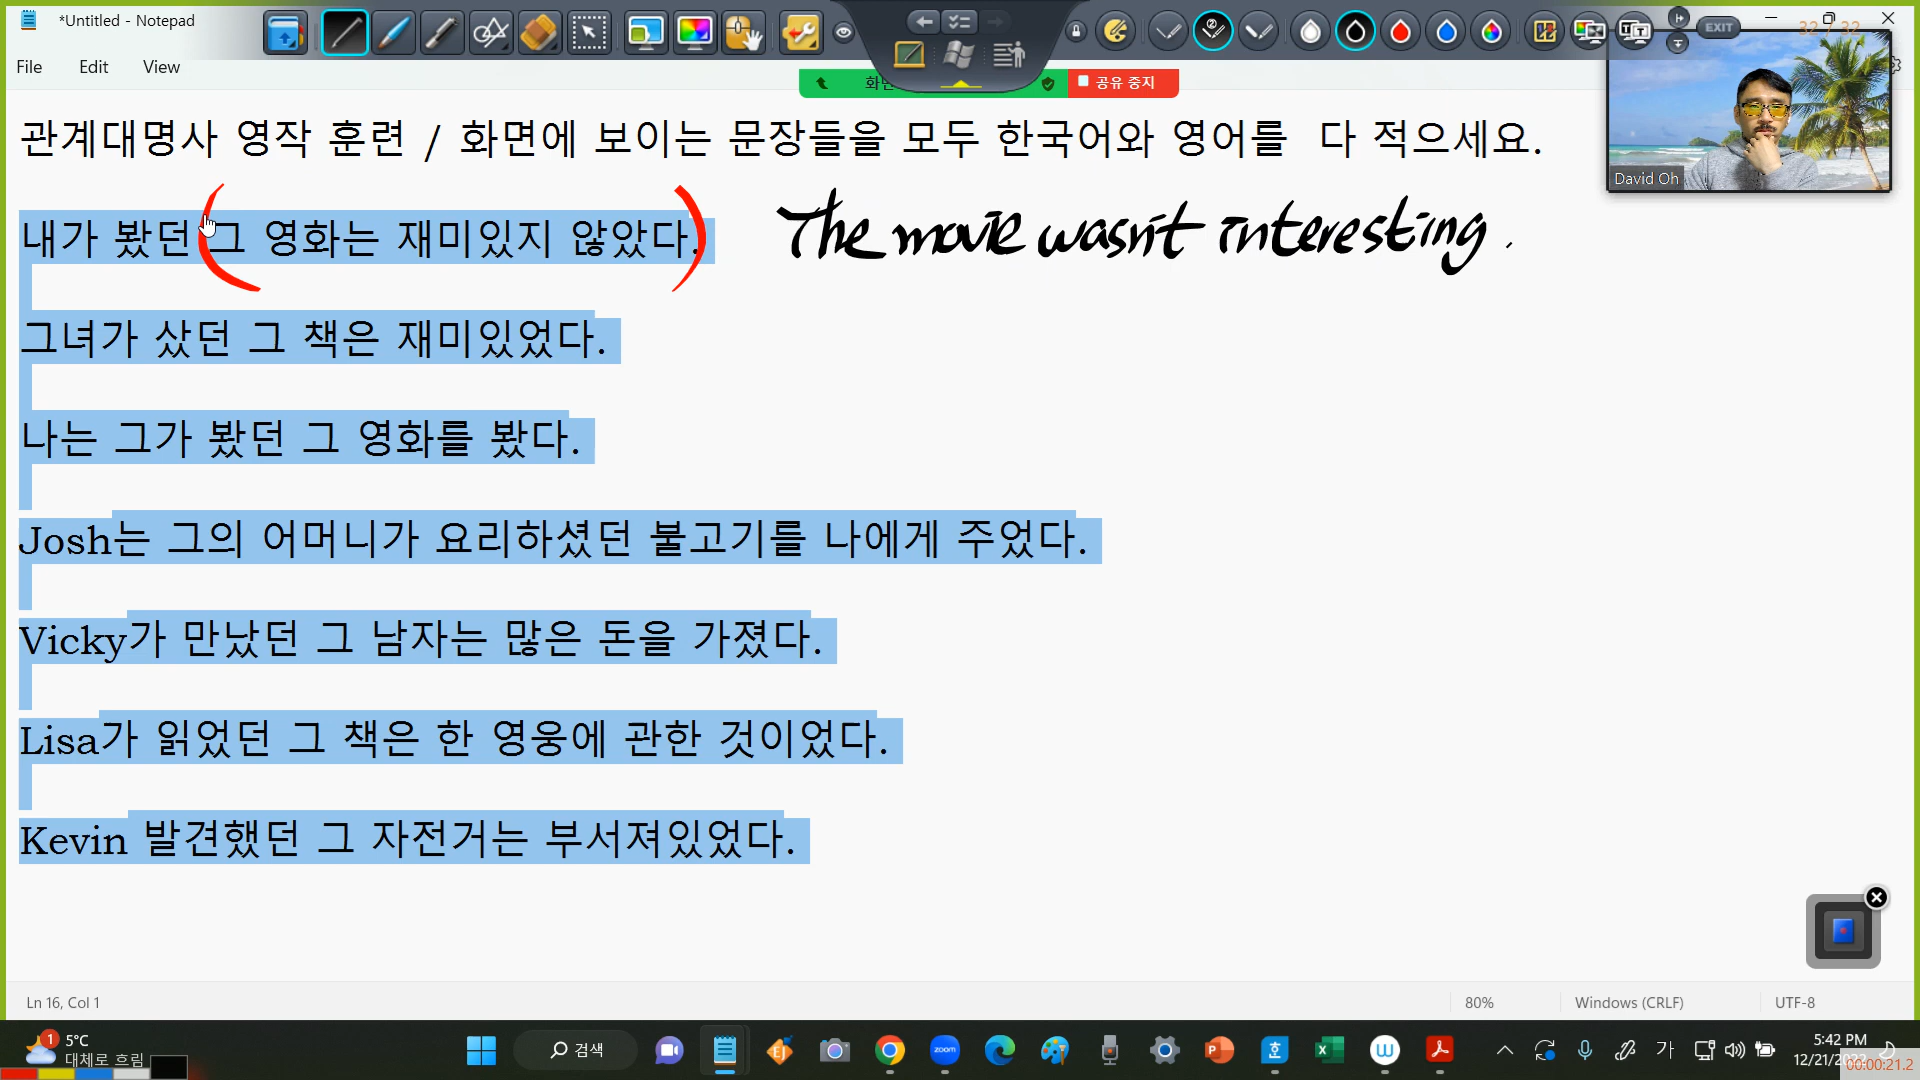 *Untitled - Notepad
EXIT
32 / 32
File Edit View
공유 중지
관계대명사 영작 훈련 / 화면에 보이는 문장들을 모두 한국어와 영어를 다 적으세요.
David Oh
내가 봤던 그 영화는 재미있지 않았다. The movie wasn't interesting.
그녀가 샀던 그 책은 재미있었다.
나는 그가 봤던 그 영화를 봤다.
Josh는 그의 어머니가 요리하셨던 불고기를 나에게 주었다.
Vicky가 만났던 그 남자는 많은 돈을 가졌다.
Lisa가 읽었던 그 책은 한 영웅에 관한 것이었다.
Kevin 발견했던 그 자전거는 부서져있었다.
Ln 16, Col 1 80% Windows (CRLF) UTF-8
1 5°C
대체로 흐림
검색
zoom
가
5:42 PM
00:00:21.2